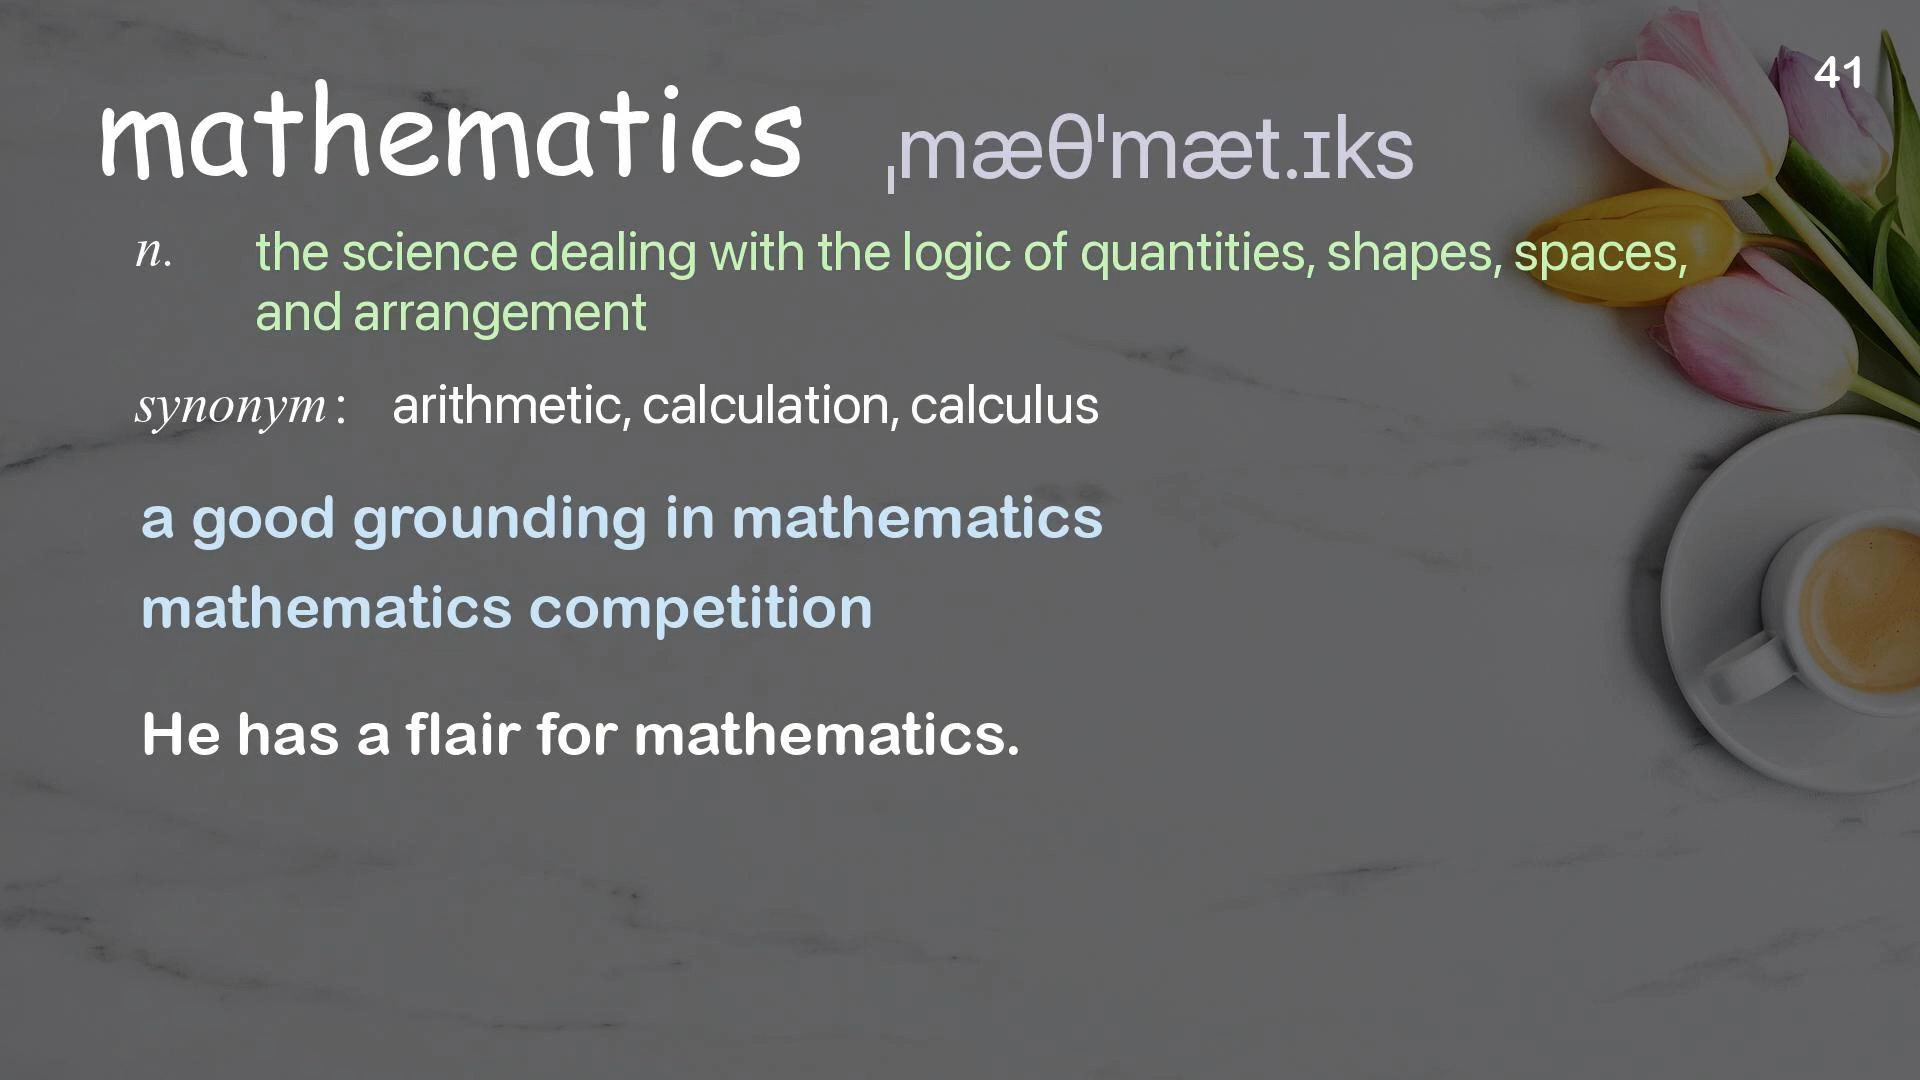 41
mathematics ˌmæθˈmæt.ɪks
n. the science dealing with the logic of quantities, shapes, spaces,
and arrangement
synonym: arithmetic, calculation, calculus
a good grounding in mathematics
mathematics competition
He has a flair for mathematics.